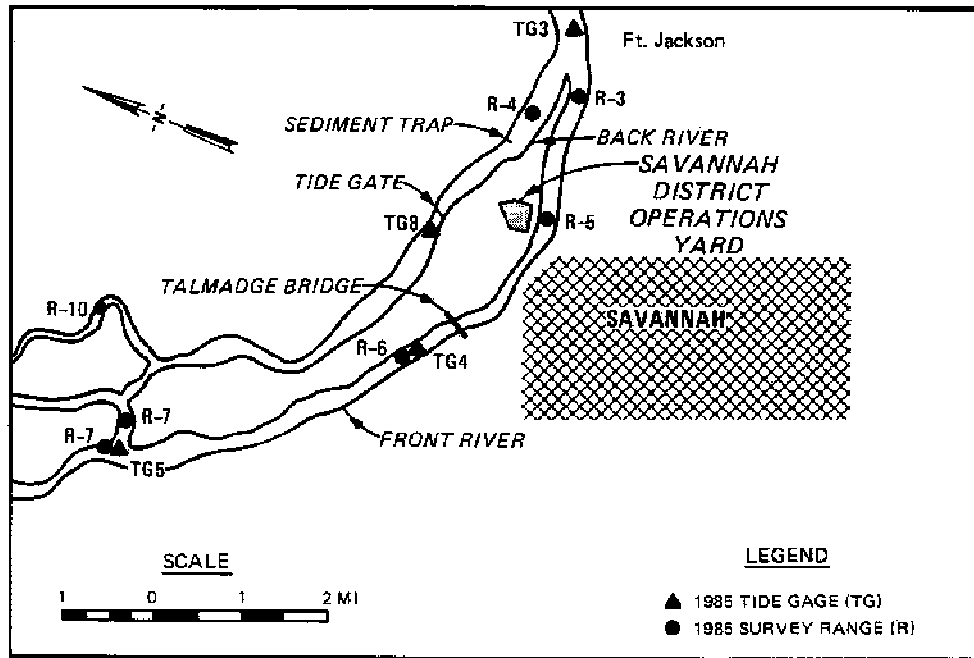 TG3
Ft. Jackson
R-4
R-3
SEDIMENT TRAP
BACK RIVER
N
SAVANNAH
DISTRICT
OPERATIONS
YARD
TIDE GATE
TG8
R-5
TALMADGE BRIDGE
SAVANNAH
R-10
R-6
TG4
R-7
R-7
FRONT RIVER
TG5
SCALE
1 0 1 2 MI
LEGEND
1985 TIDE GAGE (TG)
1985 SURVEY RANGE (R)